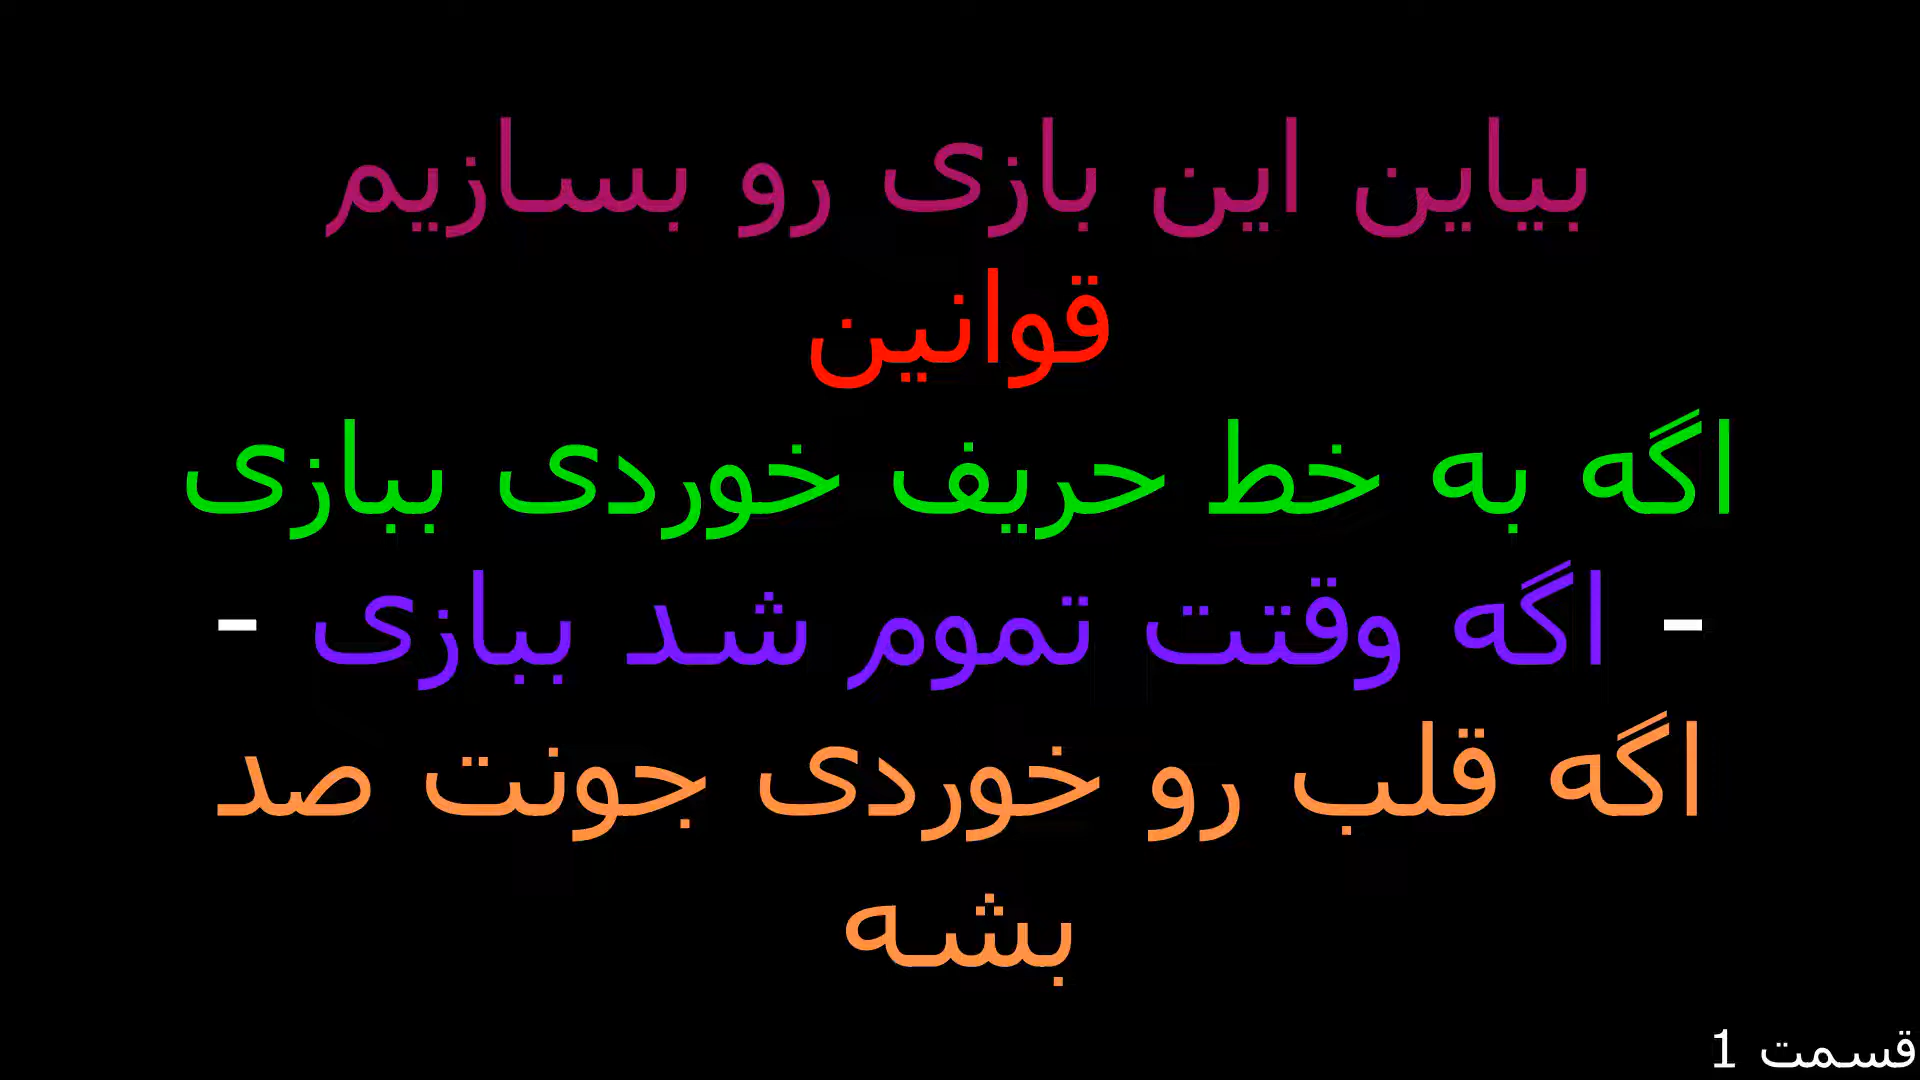 بیاین این بازی رو بسازیم
قوانین
اگه به خط حریف خوردی ببازی
- اگه وقتت تموم شد ببازی -
اگه قلب رو خوردی جونت صد
بشه
قسمت 1